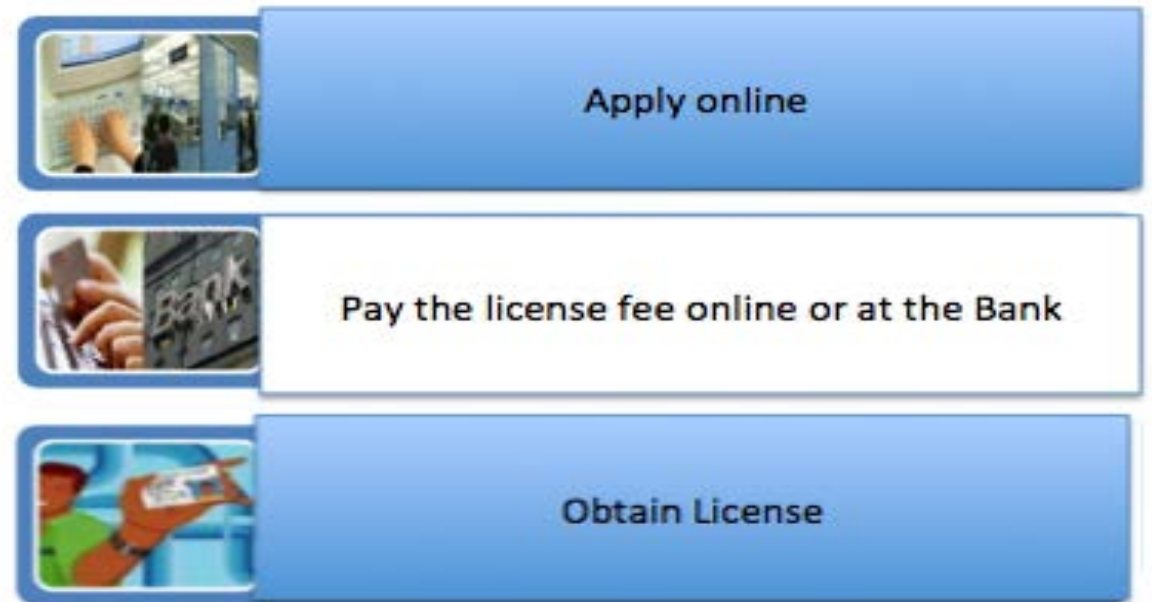 Apply online
Bank
Pay the license fee online or at the Bank
Obtain License